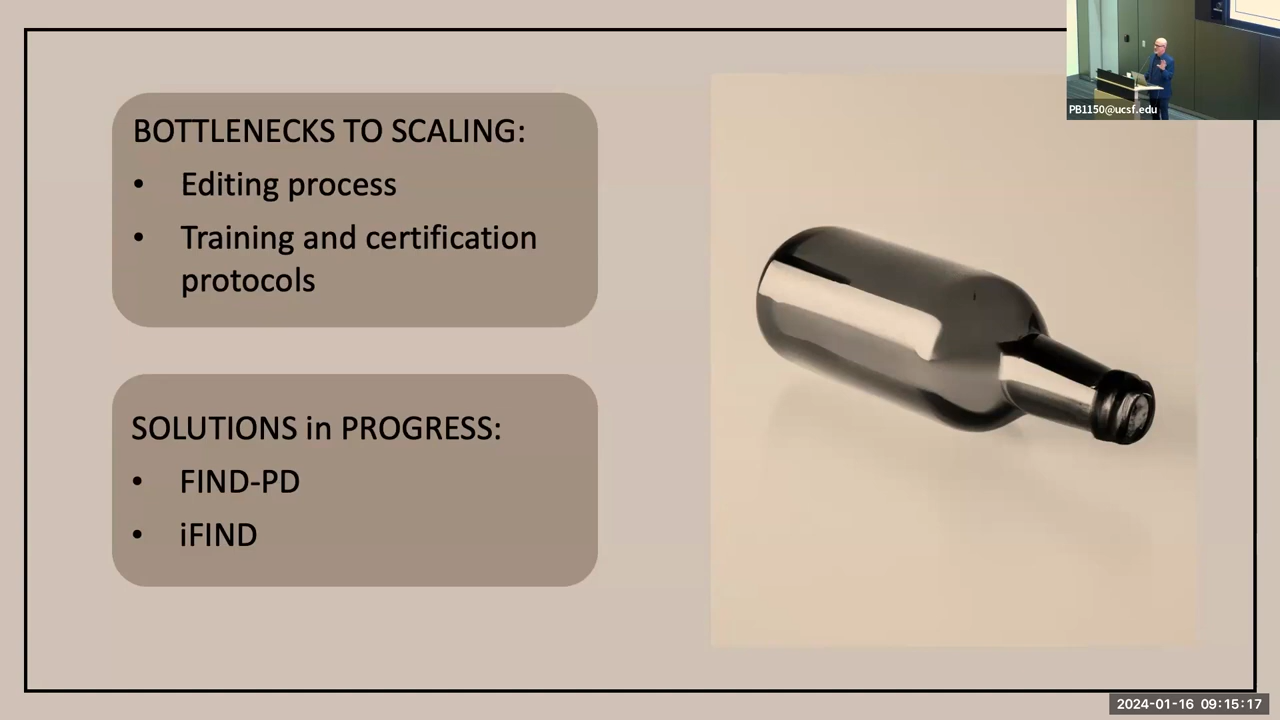 BOTTLENECKS TO SCALING:
• Editing process
• Training and certification
protocols
SOLUTIONS in PROGRESS:
• FIND-PD
• iFIND
PB1150@ucsf.edu
2024-01-16 09:15:17